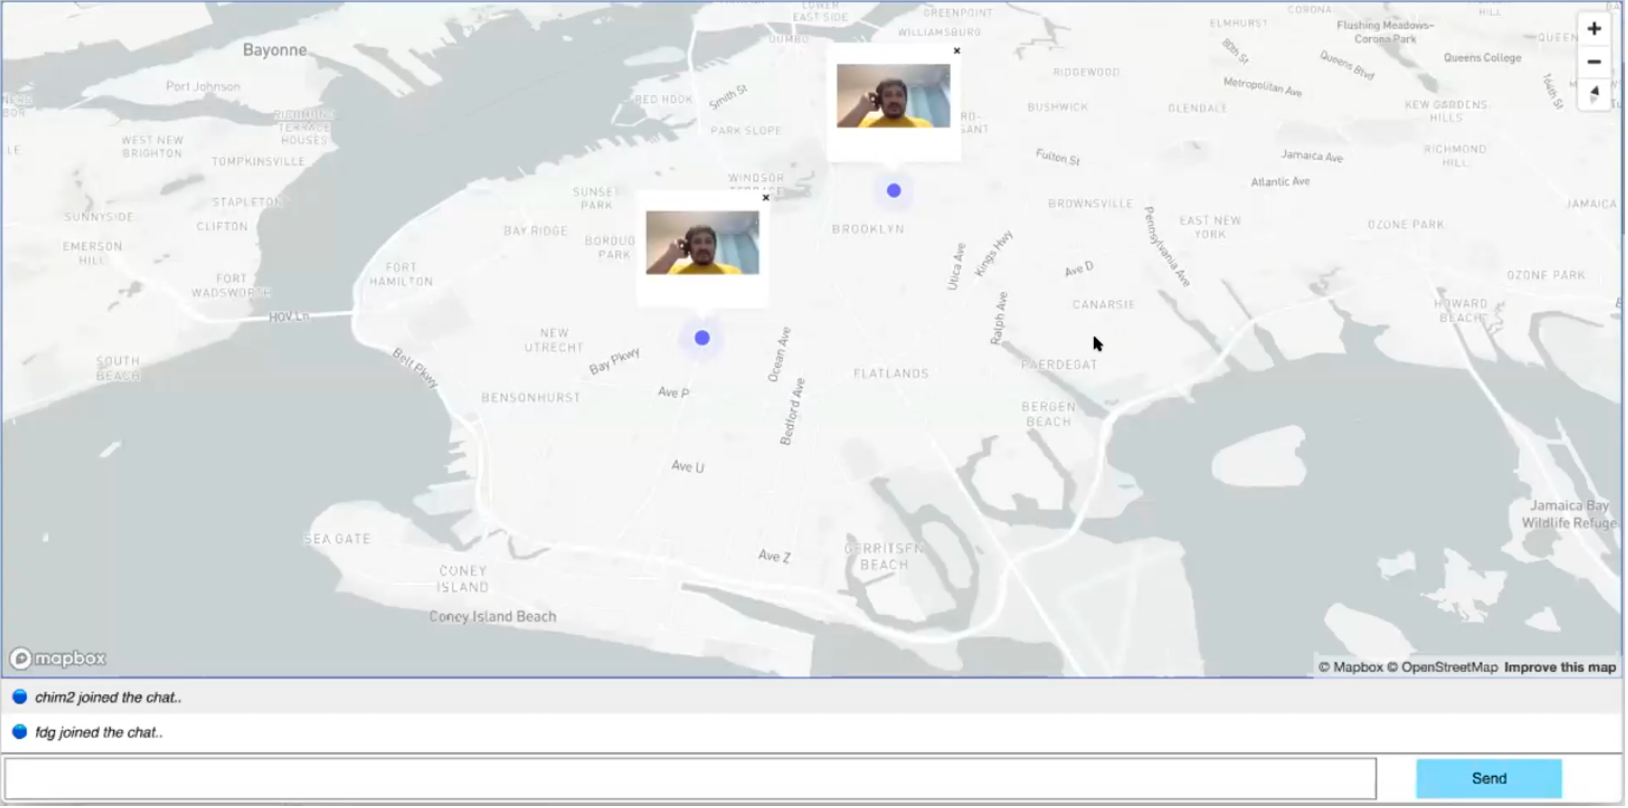 LOWER
EAST SIDE
GREENPOINT
CORONA
HILL
ELMHURST
Flushing Meadows-
Corona Park
Bayonne
DUMBO
WILLIAMSBURG
80th St
Queens Blvd
Queens College
QUEEN
×
Port Johnson
RIDGEWOOD
Metropolitan Ave
164th St
RED HOOK
Smith St
BUSHWICK
GLENDALE
KEW GARDENS
HILLS
TERRACE
HOUSES
PARK SLOPE
WEST NEW
BRIGHTON
TOMPKINSVILLE
Fulton St
Jamaica Ave
RICHMOND
HILL
WINDSOR
TERRACE
Atlantic Ave
SUNSET
PARK
×
STAPLETON
BROWNSVILLE
JAMAICA
SUNNYSIDE
CLIFTON
BAY RIDGE
BROOKLYN
Pennsylvania Ave
EAST NEW
YORK
OZONE PARK
EMERSON
HILL
BOROUG
PARK
Utica Ave
Kings Hwy
FORT
HAMILTON
Ave D
OZONE PARK
FORT
WADSWORTH
CANARSIE
HOWARD
BEACH
HOV Ln
Ralph Ave
NEW
UTRECHT
Bay Pkwy
Ocean Ave
SOUTH
BEACH
Belt Pkwy
PAERDEGAT
FLATLANDS
BENSONHURST
Ave P
Bedford Ave
BERGEN
BEACH
Ave U
Jamaica Bay
Wildlife Refuge
SEA GATE
Ave Z
GERRITSEN
BEACH
CONEY
ISLAND
Coney Island Beach
mapbox
© Mapbox © OpenStreetMap Improve this map
chim2 joined the chat..
fdg joined the chat..
Send